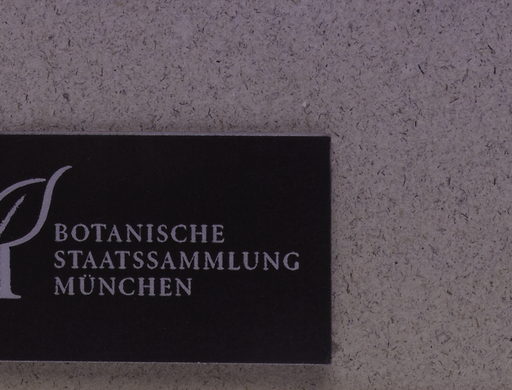 BOTANISCHE
STAATSSAMMLUNG
MÜNCHEN